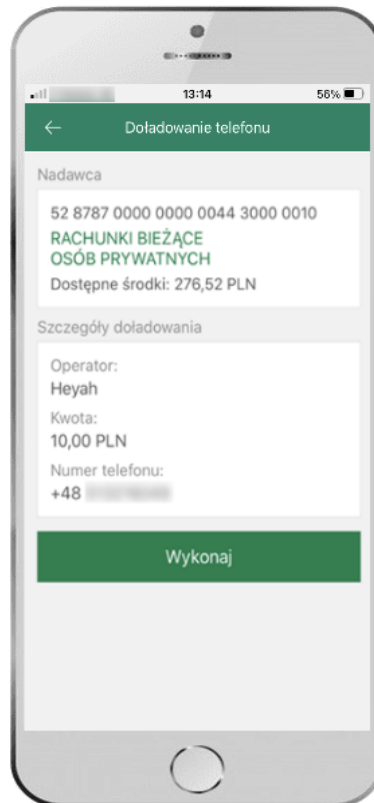 13:14
56%
Doładowanie telefonu
Nadawca
52 8787 0000 0000 0044 3000 0010
RACHUNKI BIEŻĄCE
OSÓB PRYWATNYCH
Dostępne środki: 276,52 PLN
Szczegóły doładowania
Operator:
Heyah
Kwota:
10,00 PLN
Numer telefonu:
+48
Wykonaj